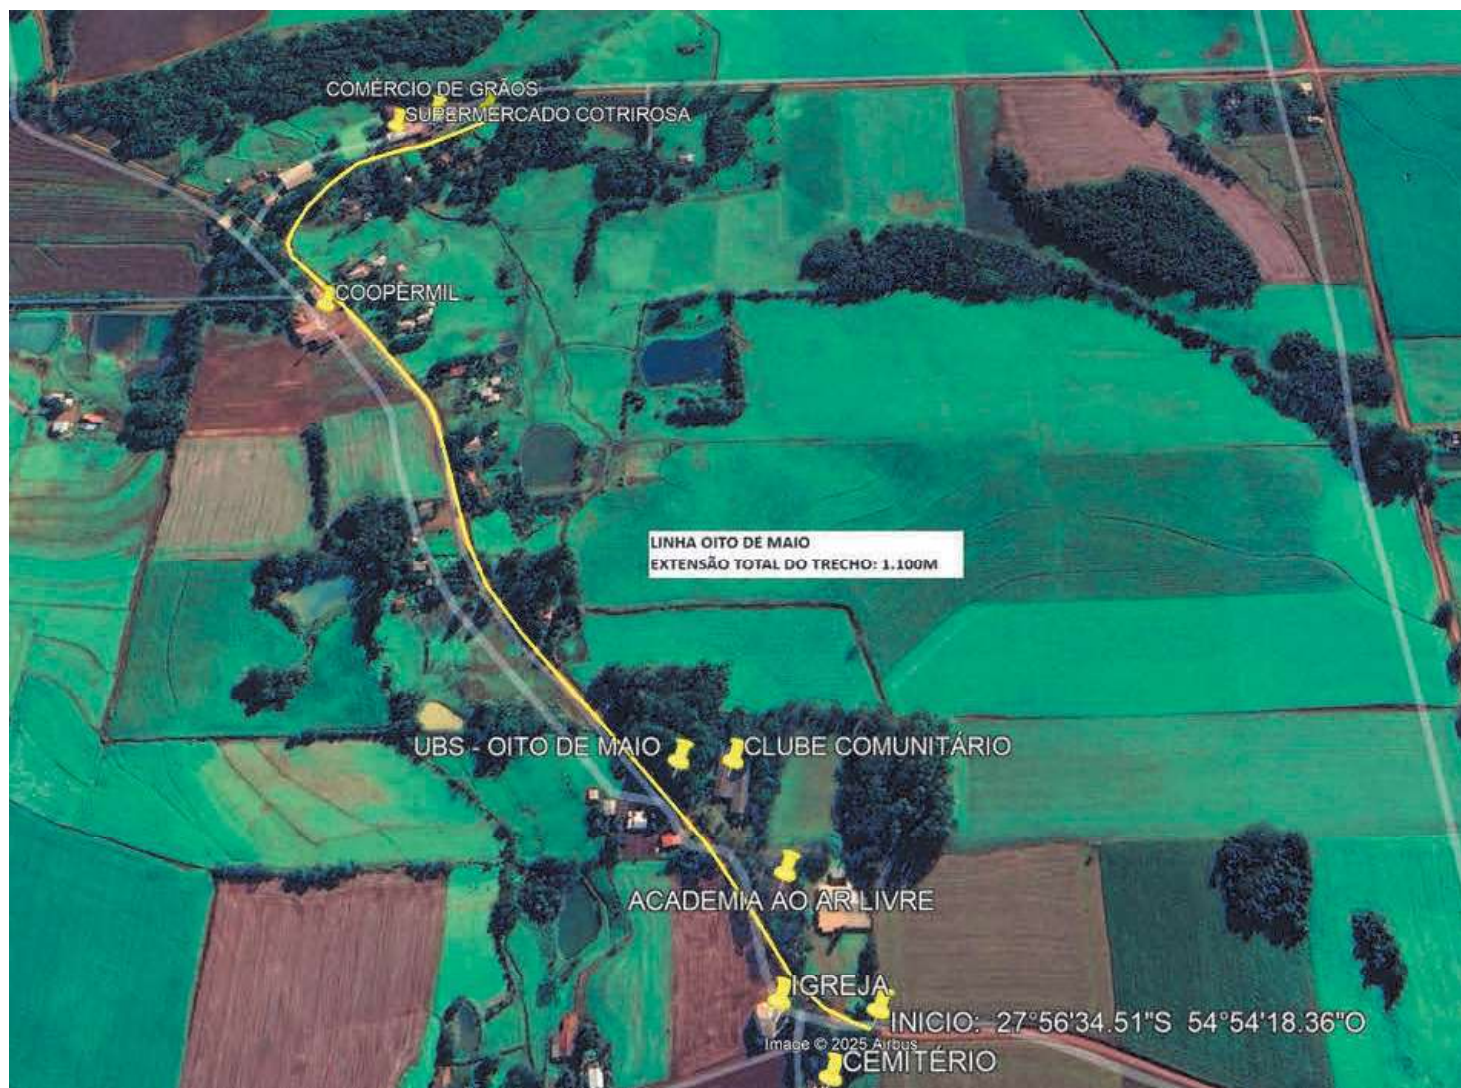 COMÉRCIO DE GRÃOS
SUPERMERCADO COTRIROSA
COOPERMIL
LINHA OITO DE MAIO
EXTENSÃO TOTAL DO TRECHO: 1.100M
UBS - OITO DE MAIO
CLUBE COMUNITÁRIO
ACADEMIA AO AR LIVRE
IGREJA
INICIO: 27°56'34.51"S 54°54'18.36"O
Image © 2025 Airbus
CEMITÉRIO